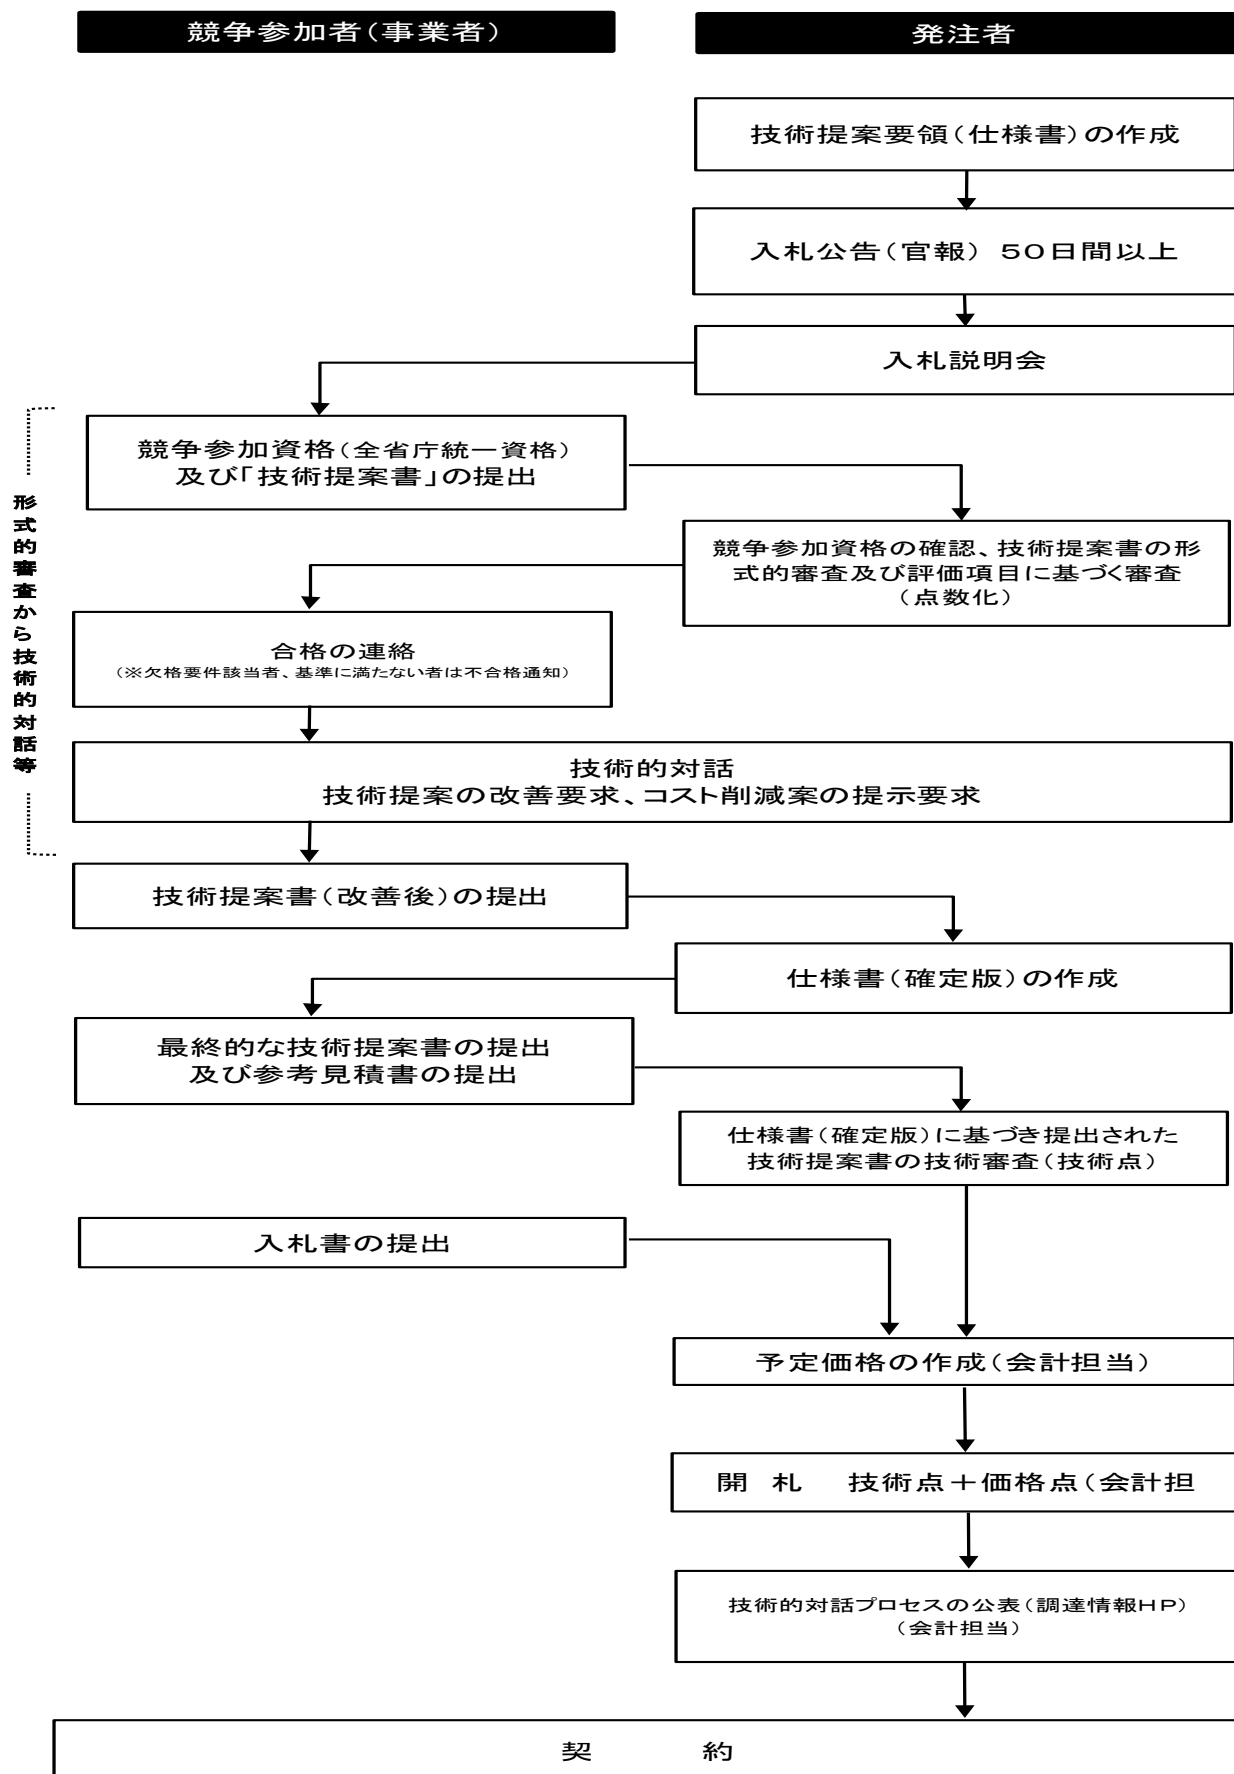 競争参加者(事業者)
発注者
技術提案要領(仕様書)の作成
入札公告(官報) 50日間以上
入札説明会
競争参加資格(全省庁統一資格)
及び「技術提案書」の提出
形式的審査から技術的対話等
競争参加資格の確認、技術提案書の形
式的審査及び評価項目に基づく審査
(点数化)
合格の連絡
(※欠格要件該当者、基準に満たない者は不合格通知)
技術的対話
技術提案の改善要求、コスト削減案の提示要求
技術提案書(改善後)の提出
仕様書(確定版)の作成
最終的な技術提案書の提出
及び参考見積書の提出
仕様書(確定版)に基づき提出された
技術提案書の技術審査(技術点)
入札書の提出
予定価格の作成(会計担当)
開 札 技術点+価格点(会計担
技術的対話プロセスの公表(調達情報HP)
(会計担当)
契 約